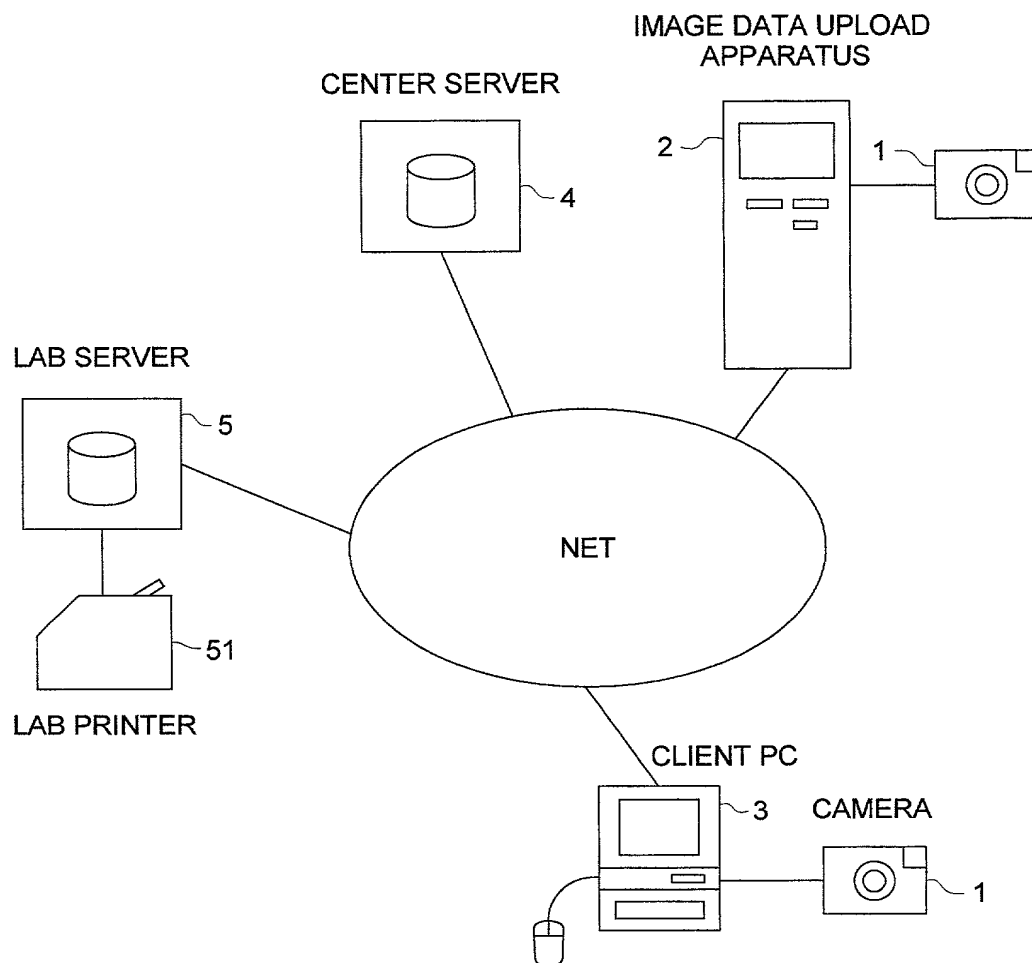 IMAGE DATA UPLOAD
APPARATUS
CENTER SERVER
2
1
4
LAB SERVER
5
NET
51
LAB PRINTER
CLIENT PC
3
CAMERA
1